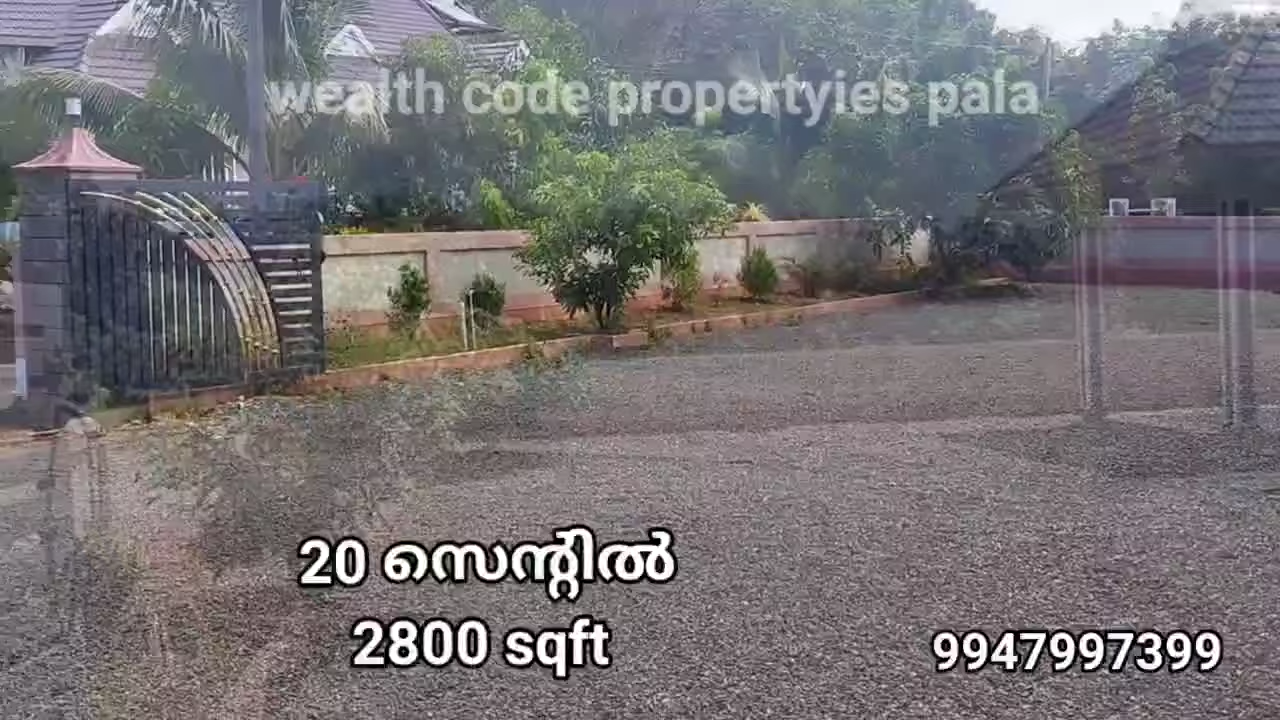 wealth code propertyies pala
20 സെന്റിൽ
2800 sqft
9947997399